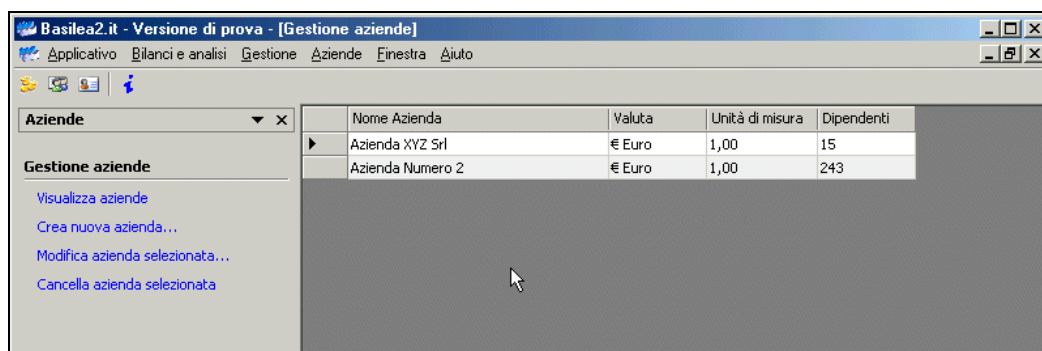 Basilea2.it - Versione di prova - [Gestione aziende]
Applicativo Bilanci e analisi Gestione Aziende Finestra Aiuto
Aziende
Gestione aziende
Visualizza aziende
Crea nuova azienda...
Modifica azienda selezionata...
Cancella azienda selezionata
Nome Azienda Valuta Unità di misura Dipendenti
Azienda XYZ Srl € Euro 1,00 15
Azienda Numero 2 € Euro 1,00 243